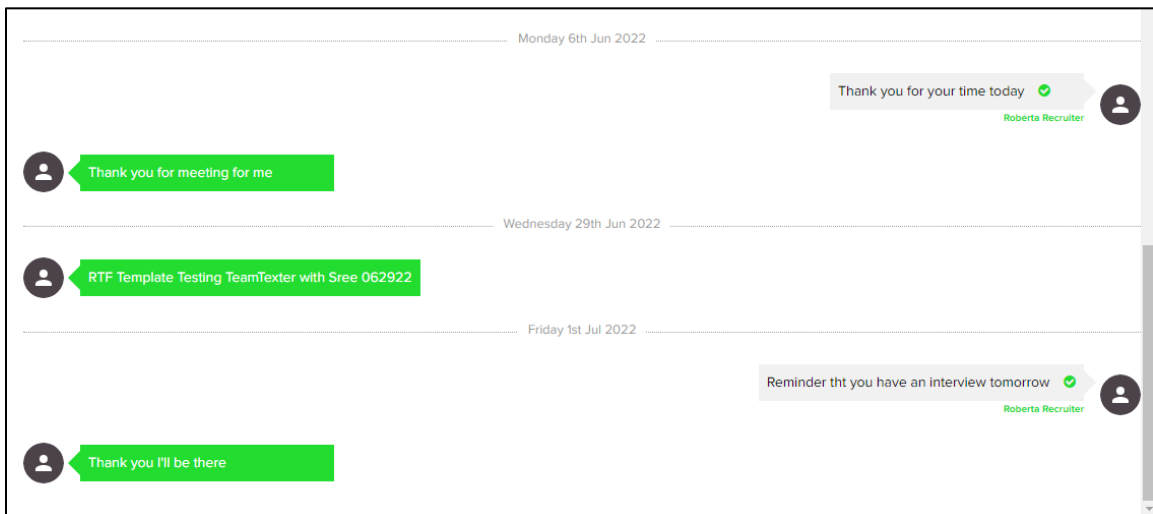 Monday 6th Jun 2022
Thank you for your time today
Roberta Recruiter
Thank you for meeting for me
Wednesday 29th Jun 2022
RTF Template Testing TeamTexter with Sree 062922
Friday 1st Jul 2022
Reminder tht you have an interview tomorrow
Roberta Recruiter
Thank you I'll be there